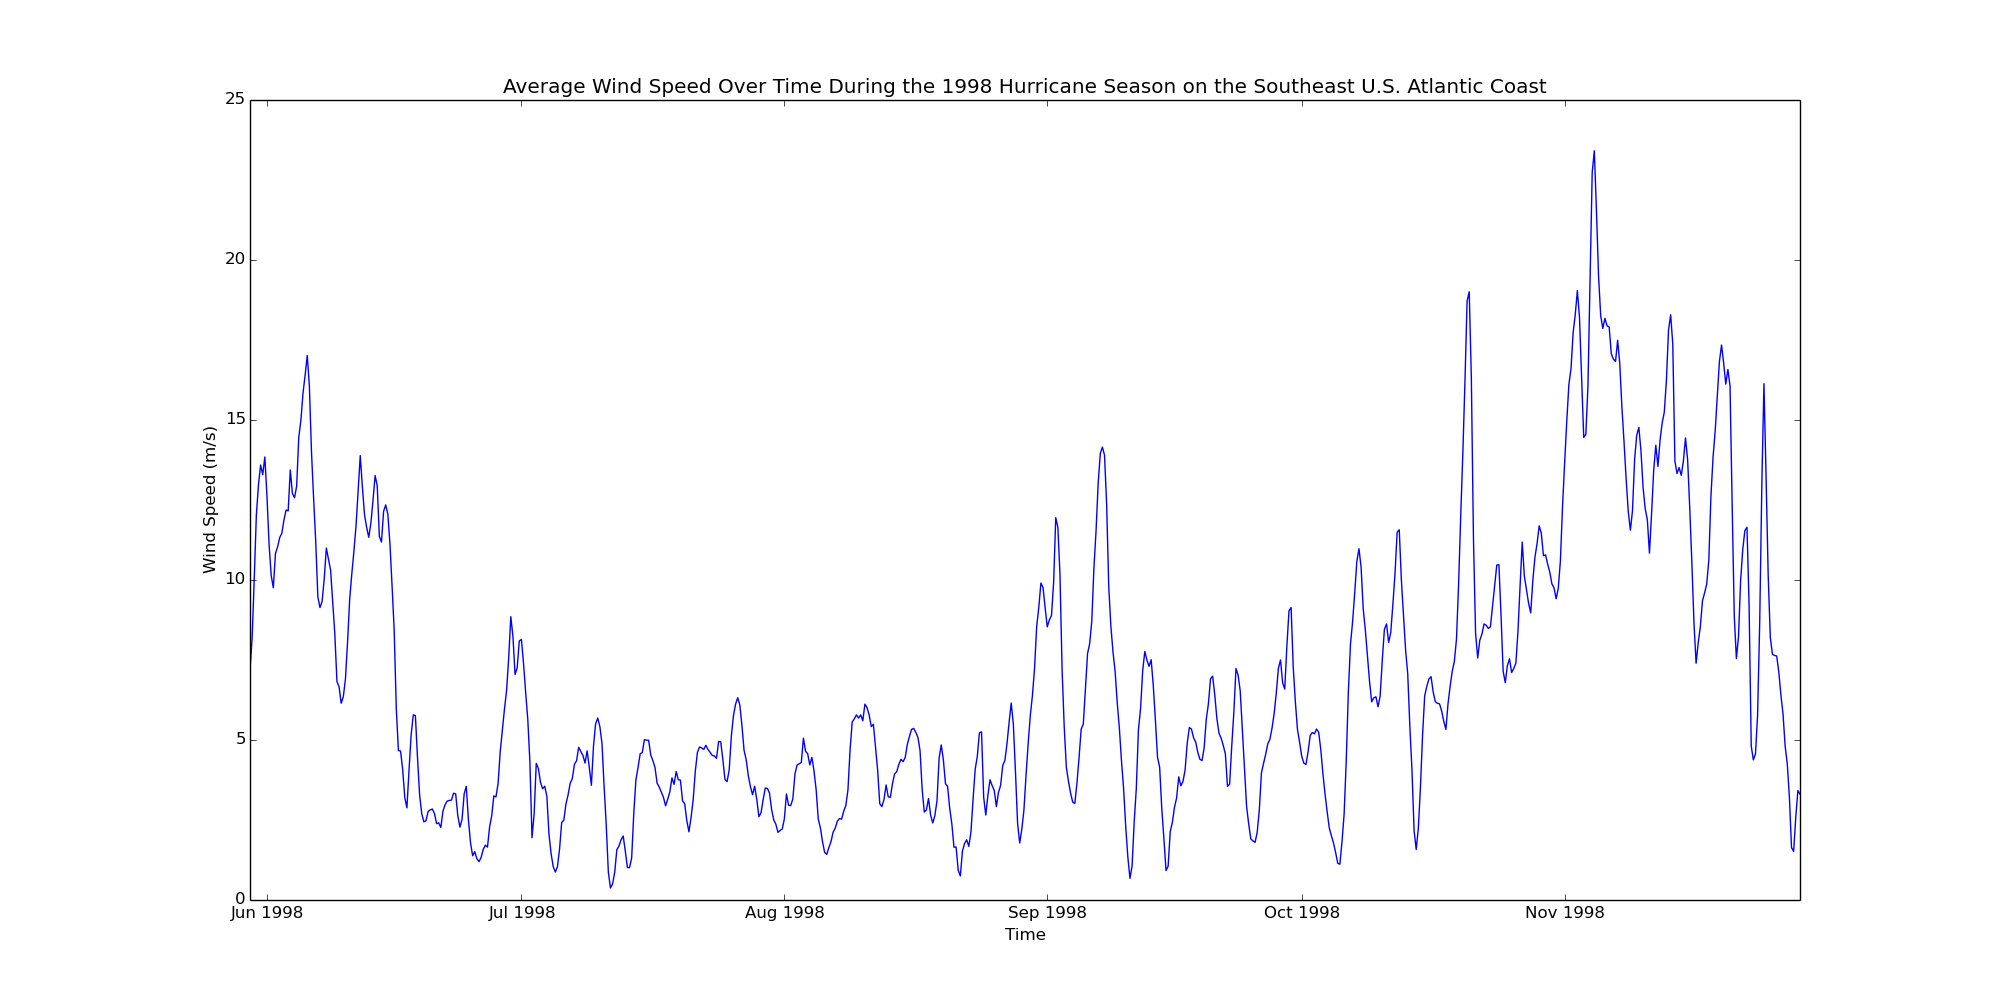 Average Wind Speed Over Time During the 1998 Hurricane Season on the Southeast U.S. Atlantic Coast
25
20
15
10
5
0
Wind Speed (m/s)
Jun 1998 Jul 1998 Aug 1998 Sep 1998 Oct 1998 Nov 1998
Time